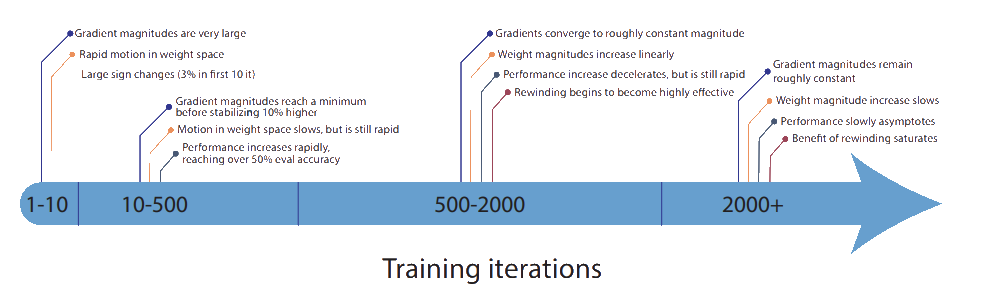 Gradient magnitudes are very large
Rapid motion in weight space
Large sign changes (3% in first 10 it)
Gradient magnitudes reach a minimum
before stabilizing 10% higher
Motion in weight space slows, but is still rapid
Performance increases rapidly,
reaching over 50% eval accuracy
Gradients converge to roughly constant magnitude
Weight magnitudes increase linearly
Performance increase decelerates, but is still rapid
Rewinding begins to become highly effective
Gradient magnitudes remain
roughly constant
Weight magnitude increase slows
Performance slowly asymptotes
Benefit of rewinding saturates
1-10
10-500
500-2000
2000+
Training iterations